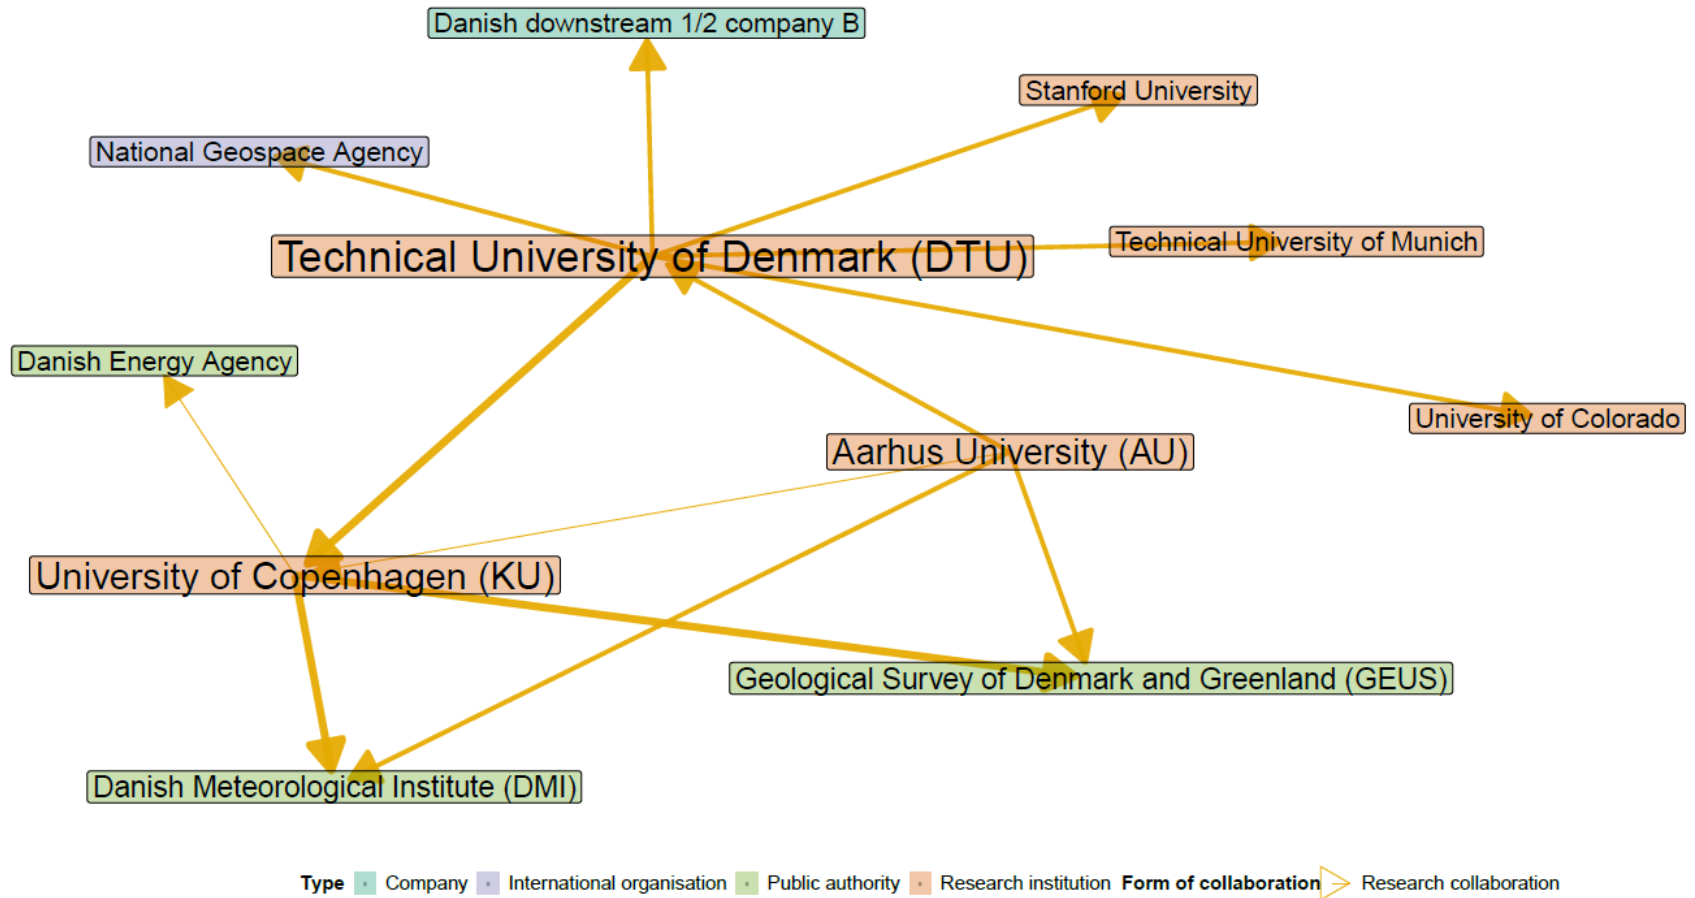 Danish downstream 1/2 company B
Stanford University
National Geospace Agency
Technical University of Denmark (DTU)
Technical University of Munich
Danish Energy Agency
University of Colorado
Aarhus University (AU)
University of Copenhagen (KU)
Geological Survey of Denmark and Greenland (GEUS)
Danish Meteorological Institute (DMI)
Type Company International organisation Public authority Research institution Form of collaboration Research collaboration